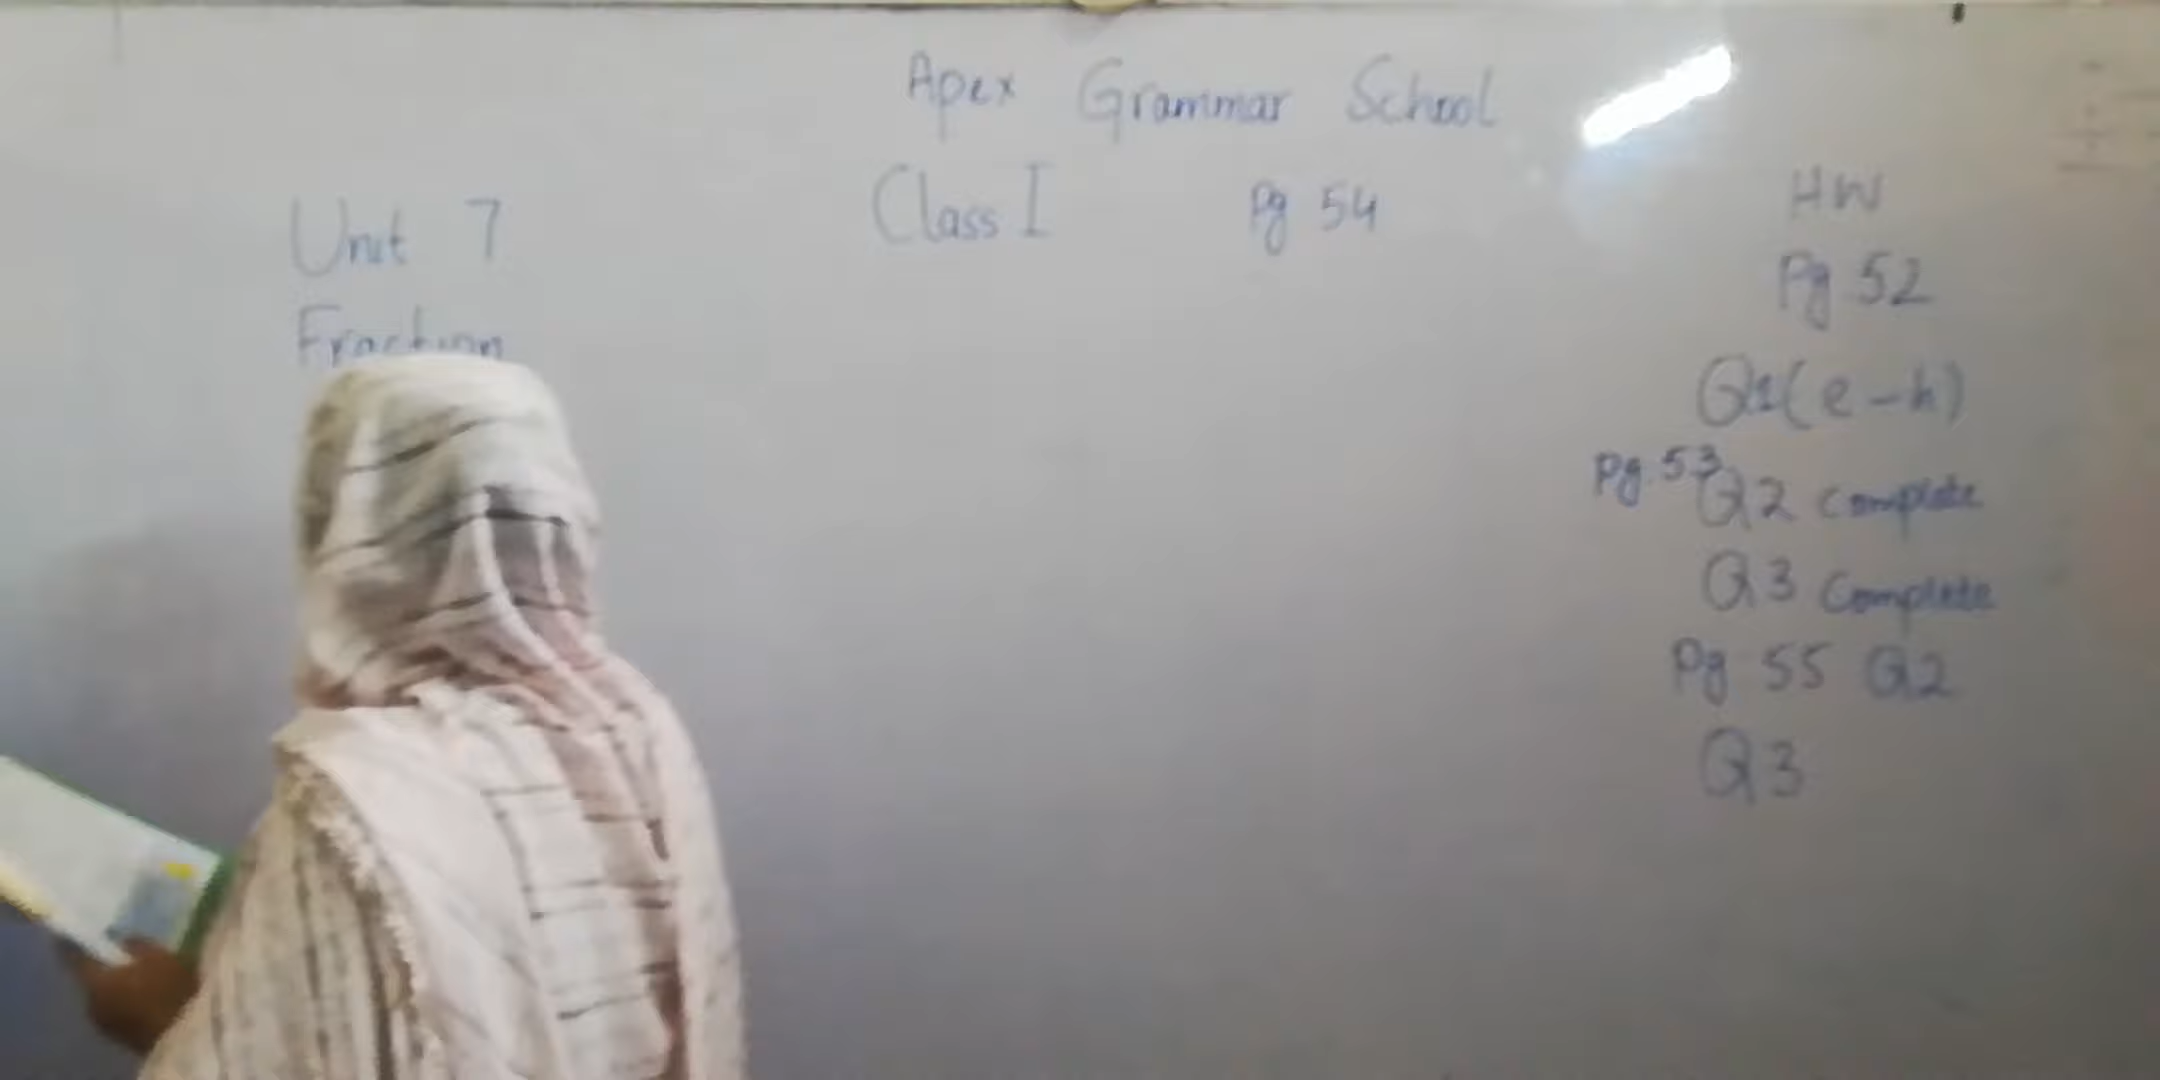 Apex Grammar School
Class I Pg 54
Unit 7
Fraction
HW
Pg 52
Q1(e-h)
Pg. 53 Q2 Complete
Q3 Complete
Pg 55 Q2
Q3